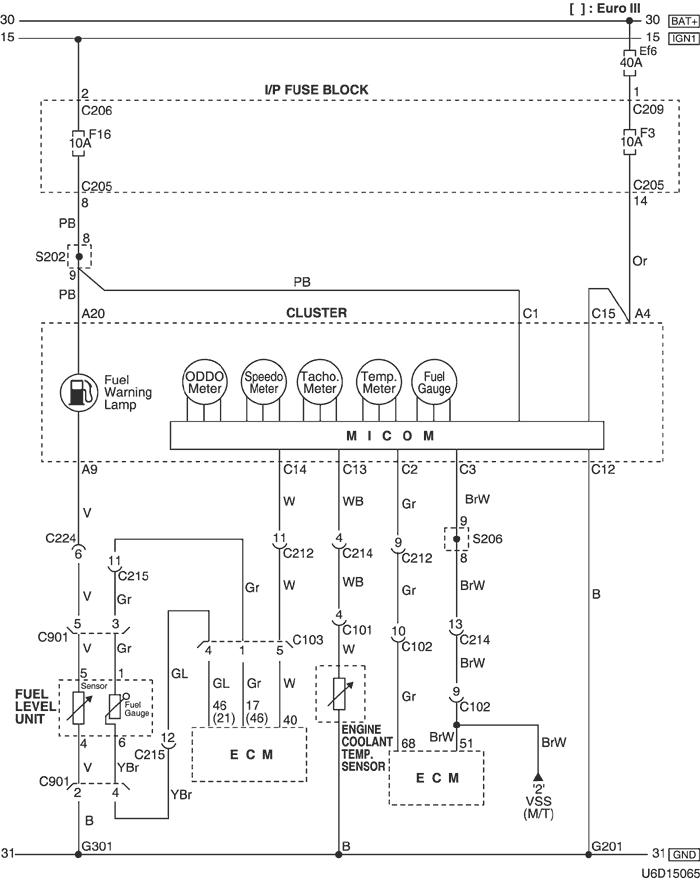 [ ] : Euro III
30 30 BAT+
15 15 IGN1
Ef6
40A
2 I/P FUSE BLOCK 1
C206 C209
F16 F3
10A 10A
C205 C205
8 14
PB
8
S202 Or
9 PB
PB
A20 CLUSTER C1 C15 A4
ODDO Meter
Speedo Meter
Tacho. Meter
Temp. Meter
Fuel Gauge
Fuel Warning Lamp
M I C O M
A9 C14 C13 C2 C3 C12
W WB Gr BrW
V 9
C224 11 4 9 S206
6 C212 C214 C212 8
11
C215
V Gr Gr W WB Gr BrW B
5 3 4 10 13
C901 C103 C101 C102 C214
V Gr 4 1 5 W BrW
5 1 GL GL Gr W 9
Sensor C102
FUEL LEVEL UNIT
Fuel Gauge
46 (21) 17 (46) 40
Gr
4 6 12
C215
E C M
ENGINE COOLANT TEMP. SENSOR
68 BrW 51 BrW
E C M
V YBr
C901 2 4 YBr
'2' VSS (M/T)
B
31 G301 B G201 31 GND
U6D15065